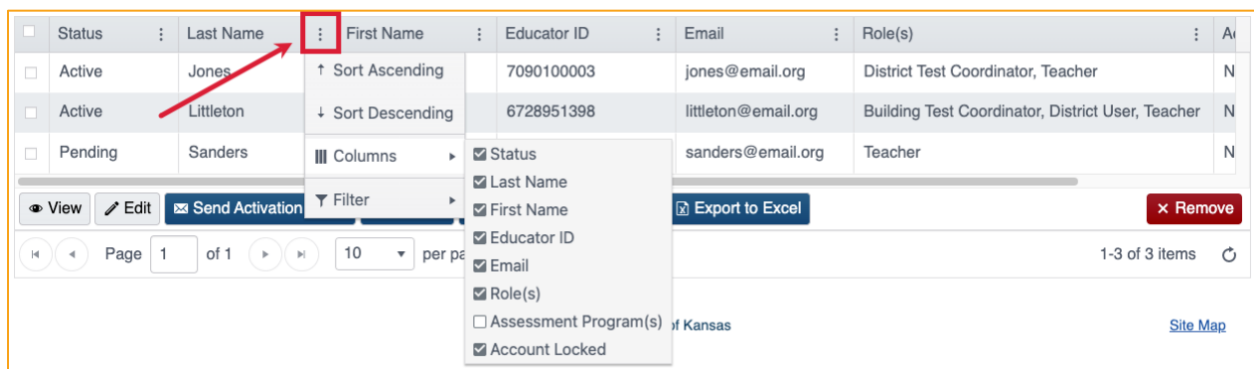 Status Last Name First Name Educator ID Email Role(s)
Active Jones 7090100003 jones@email.org District Test Coordinator, Teacher N
Active Littleton 6728951398 littleton@email.org Building Test Coordinator, District User, Teacher N
Pending Sanders sanders@email.org Teacher N
Sort Ascending
Sort Descending
Columns
Filter
Status
Last Name
First Name
Educator ID
Email
Role(s)
Assessment Program(s)
Account Locked
View Edit Send Activation Export to Excel Remove
Page 1 of 1 10 per pa 1-3 of 3 items
of Kansas Site Map